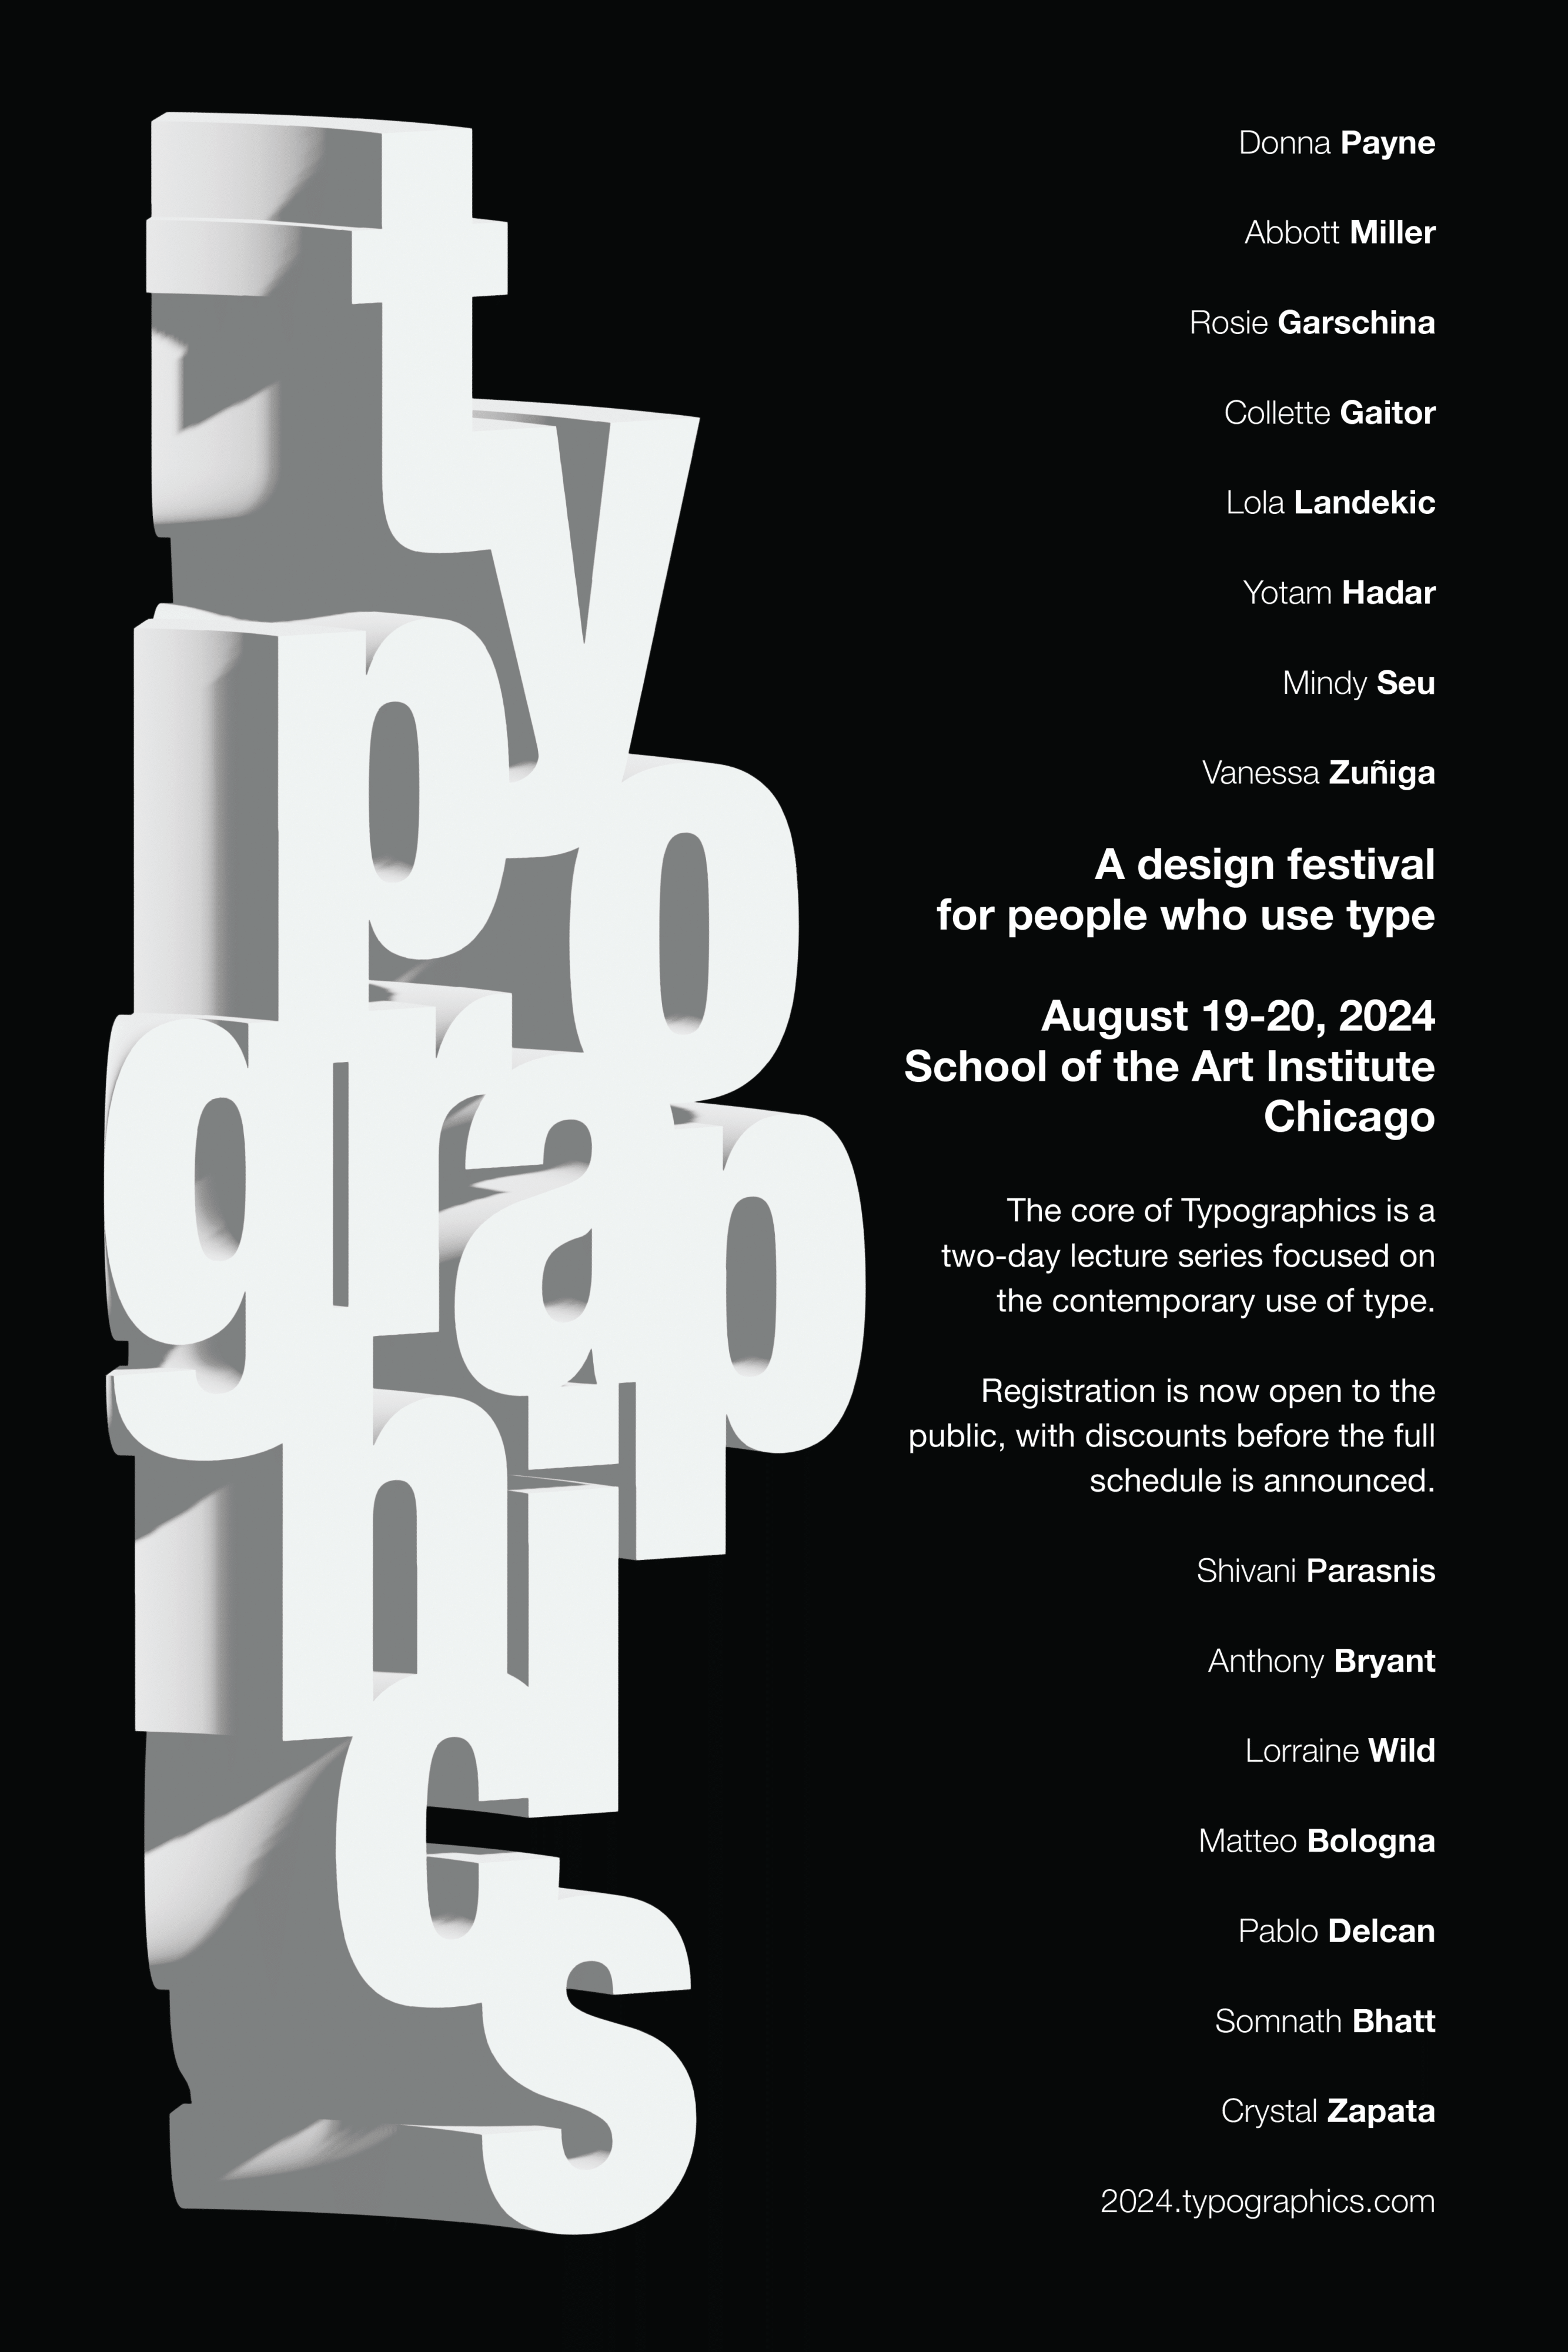 typographics
Donna Payne
Abbott Miller
Rosie Garschina
Collette Gaitor
Lola Landekic
Yotam Hadar
Mindy Seu
Vanessa Zuñiga
A design festival
for people who use type
August 19-20, 2024
School of the Art Institute
Chicago
The core of Typographics is a
two-day lecture series focused on
the contemporary use of type.
Registration is now open to the
public, with discounts before the full
schedule is announced.
Shivani Parasnis
Anthony Bryant
Lorraine Wild
Matteo Bologna
Pablo Delcan
Somnath Bhatt
Crystal Zapata
2024.typographics.com